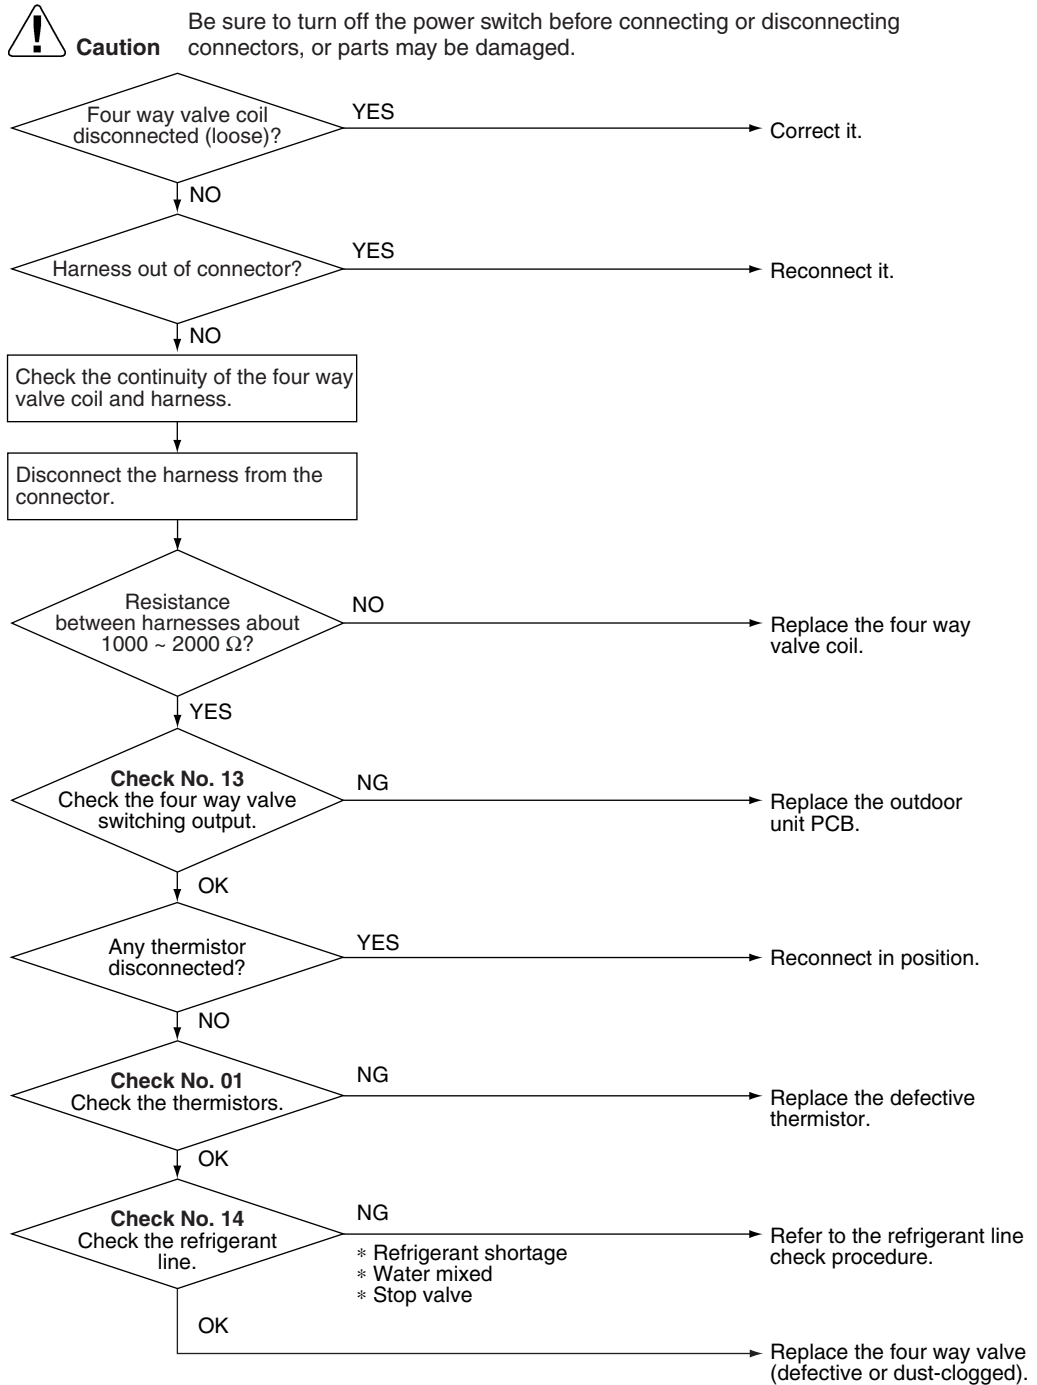 Caution
Be sure to turn off the power switch before connecting or disconnecting
connectors, or parts may be damaged.
Four way valve coil
disconnected (loose)?
YES
Correct it.
NO
Harness out of connector?
YES
Reconnect it.
NO
Check the continuity of the four way
valve coil and harness.
Disconnect the harness from the
connector.
Resistance
between harnesses about
1000 ~ 2000 Ω?
NO
Replace the four way
valve coil.
YES
Check No. 13
Check the four way valve
switching output.
NG
Replace the outdoor
unit PCB.
OK
Any thermistor
disconnected?
YES
Reconnect in position.
NO
Check No. 01
Check the thermistors.
NG
Replace the defective
thermistor.
OK
Check No. 14
Check the refrigerant
line.
NG
∗ Refrigerant shortage
∗ Water mixed
∗ Stop valve
Refer to the refrigerant line
check procedure.
OK
Replace the four way valve
(defective or dust-clogged).